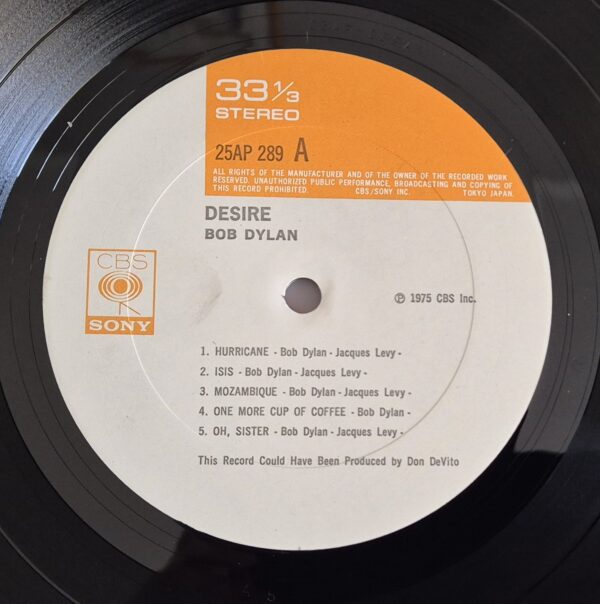 33 1/3
STEREO
25AP 289 A
ALL RIGHTS OF THE MANUFACTURER AND OF THE OWNER OF THE RECORDED WORK
RESERVED. UNAUTHORIZED PUBLIC PERFORMANCE, BROADCASTING AND COPYING OF
THIS RECORD PROHIBITED. CBS/SONY INC. TOKYO JAPAN.
DESIRE
BOB DYLAN
CBS
SONY
Ⓟ 1975 CBS Inc.
1. HURRICANE - Bob Dylan - Jacques Levy -
2. ISIS - Bob Dylan - Jacques Levy -
3. MOZAMBIQUE - Bob Dylan - Jacques Levy -
4. ONE MORE CUP OF COFFEE - Bob Dylan -
5. OH, SISTER - Bob Dylan - Jacques Levy -
This Record Could Have Been Produced by Don DeVito